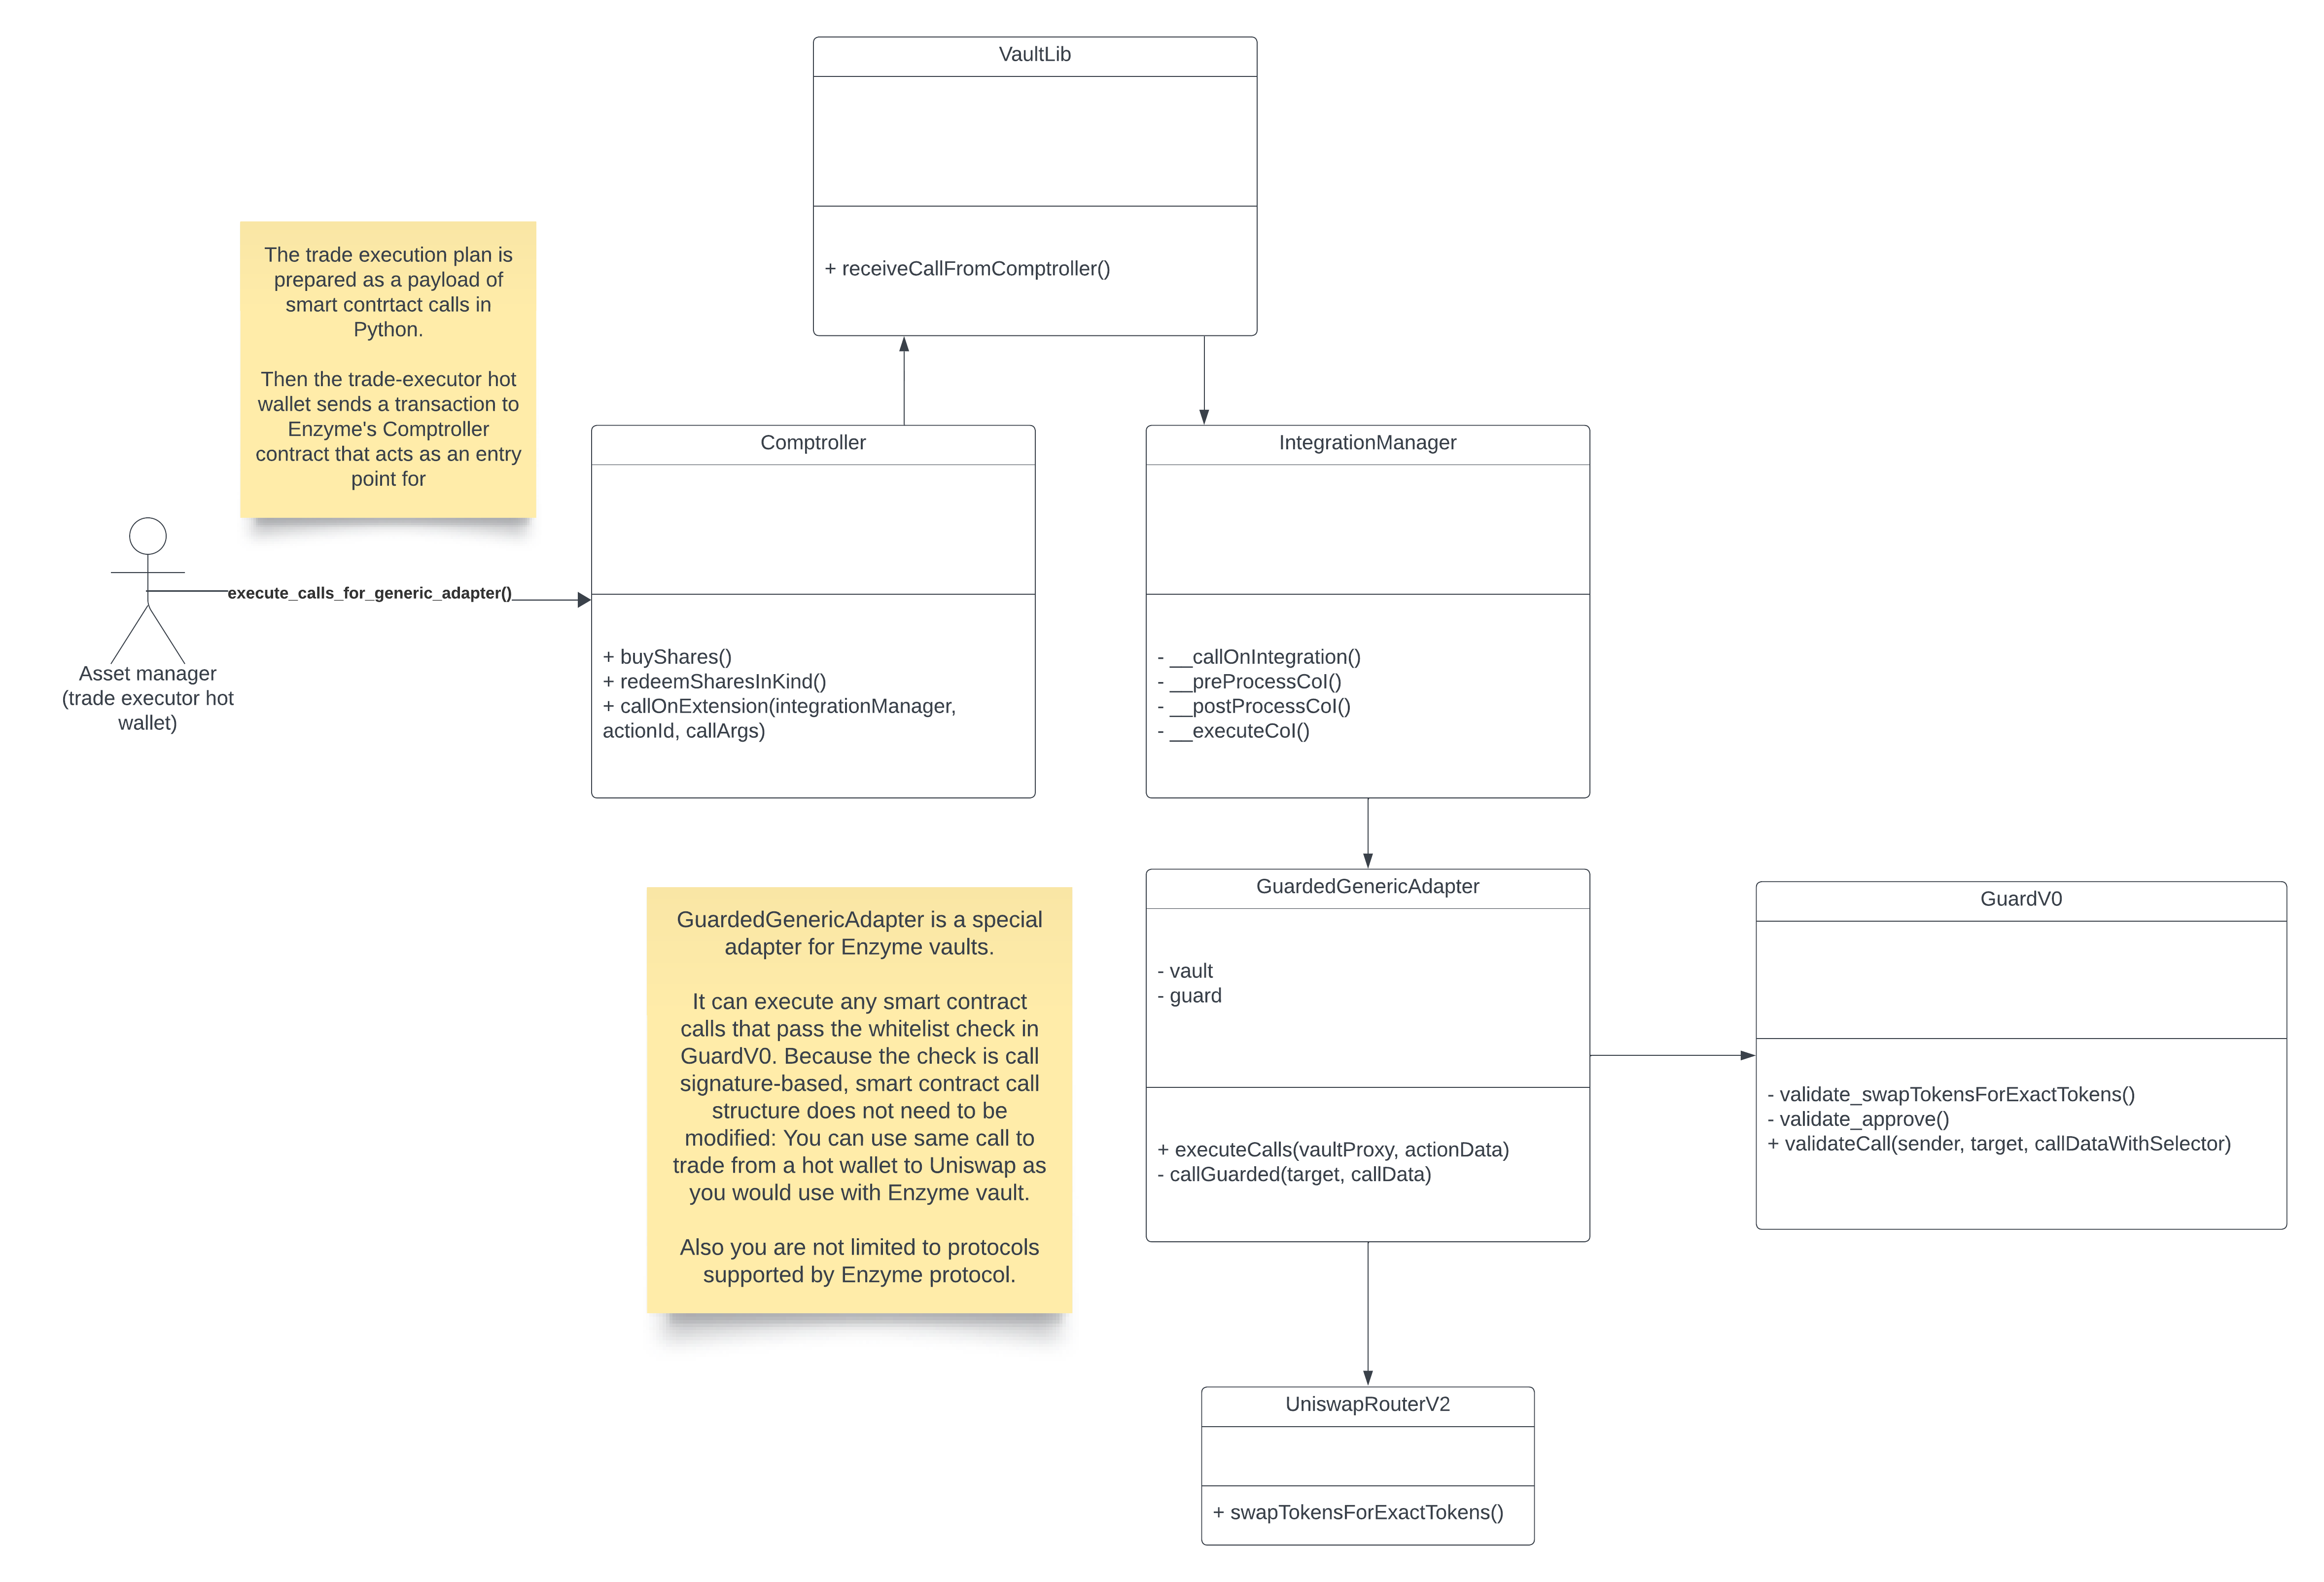 VaultLib
+ receiveCallFromComptroller()
The trade execution plan is
prepared as a payload of
smart contrtact calls in
Python.
Then the trade-executor hot
wallet sends a transaction to
Enzyme's Comptroller
contract that acts as an entry
point for
Asset manager
(trade executor hot
wallet)
execute_calls_for_generic_adapter()
Comptroller
+ buyShares()
+ redeemSharesInKind()
+ callOnExtension(integrationManager,
actionId, callArgs)
IntegrationManager
- __callOnIntegration()
- __preProcessCoI()
- __postProcessCoI()
- __executeCoI()
GuardedGenericAdapter is a special
adapter for Enzyme vaults.
It can execute any smart contract
calls that pass the whitelist check in
GuardV0. Because the check is call
signature-based, smart contract call
structure does not need to be
modified: You can use same call to
trade from a hot wallet to Uniswap as
you would use with Enzyme vault.
Also you are not limited to protocols
supported by Enzyme protocol.
GuardedGenericAdapter
- vault
- guard
+ executeCalls(vaultProxy, actionData)
- callGuarded(target, callData)
GuardV0
- validate_swapTokensForExactTokens()
- validate_approve()
+ validateCall(sender, target, callDataWithSelector)
UniswapRouterV2
+ swapTokensForExactTokens()